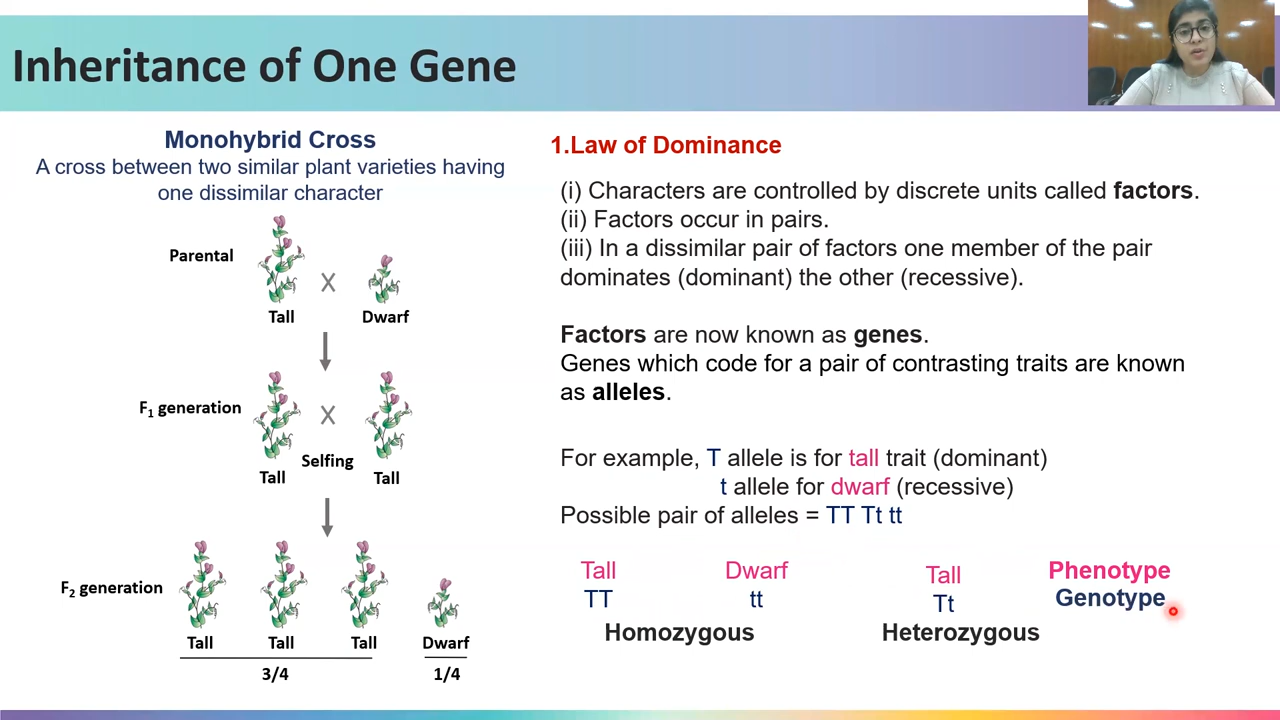 Inheritance of One Gene
Monohybrid Cross
A cross between two similar plant varieties having
one dissimilar character
Parental
X
Tall
Dwarf
F₁ generation
X
Selfing
Tall
Tall
F₂ generation
Tall
Tall
Tall
Dwarf
3/4
1/4
1.Law of Dominance
(i) Characters are controlled by discrete units called factors.
(ii) Factors occur in pairs.
(iii) In a dissimilar pair of factors one member of the pair
dominates (dominant) the other (recessive).
Factors are now known as genes.
Genes which code for a pair of contrasting traits are known
as alleles.
For example, T allele is for tall trait (dominant)
t allele for dwarf (recessive)
Possible pair of alleles = TT Tt tt
Tall Dwarf Tall Phenotype
TT tt Tt Genotype
Homozygous Heterozygous